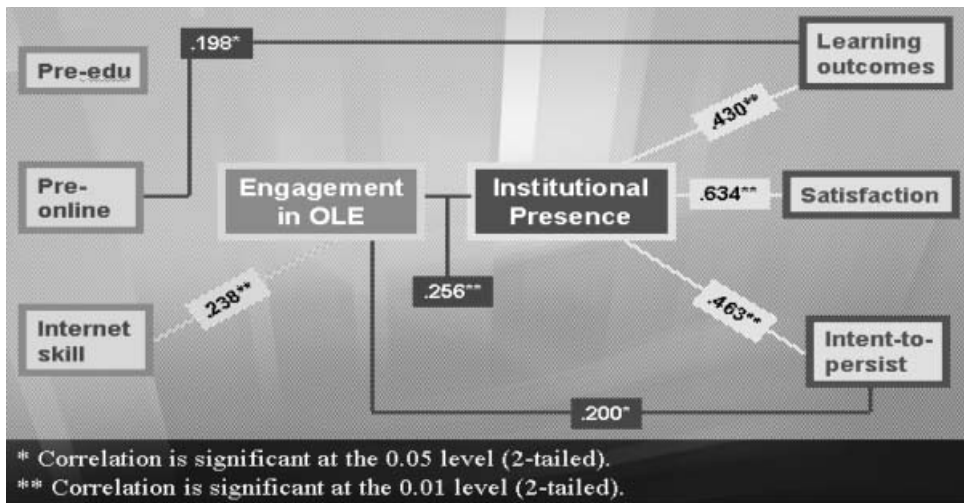 .198*
Learning
outcomes
Pre-edu
.430**
Pre-
online
Engagement
in OLE
Institutional
Presence
.634**
Satisfaction
.238**
.256**
.463**
Internet
skill
Intent-to-
persist
.200*
* Correlation is significant at the 0.05 level (2-tailed).
** Correlation is significant at the 0.01 level (2-tailed).